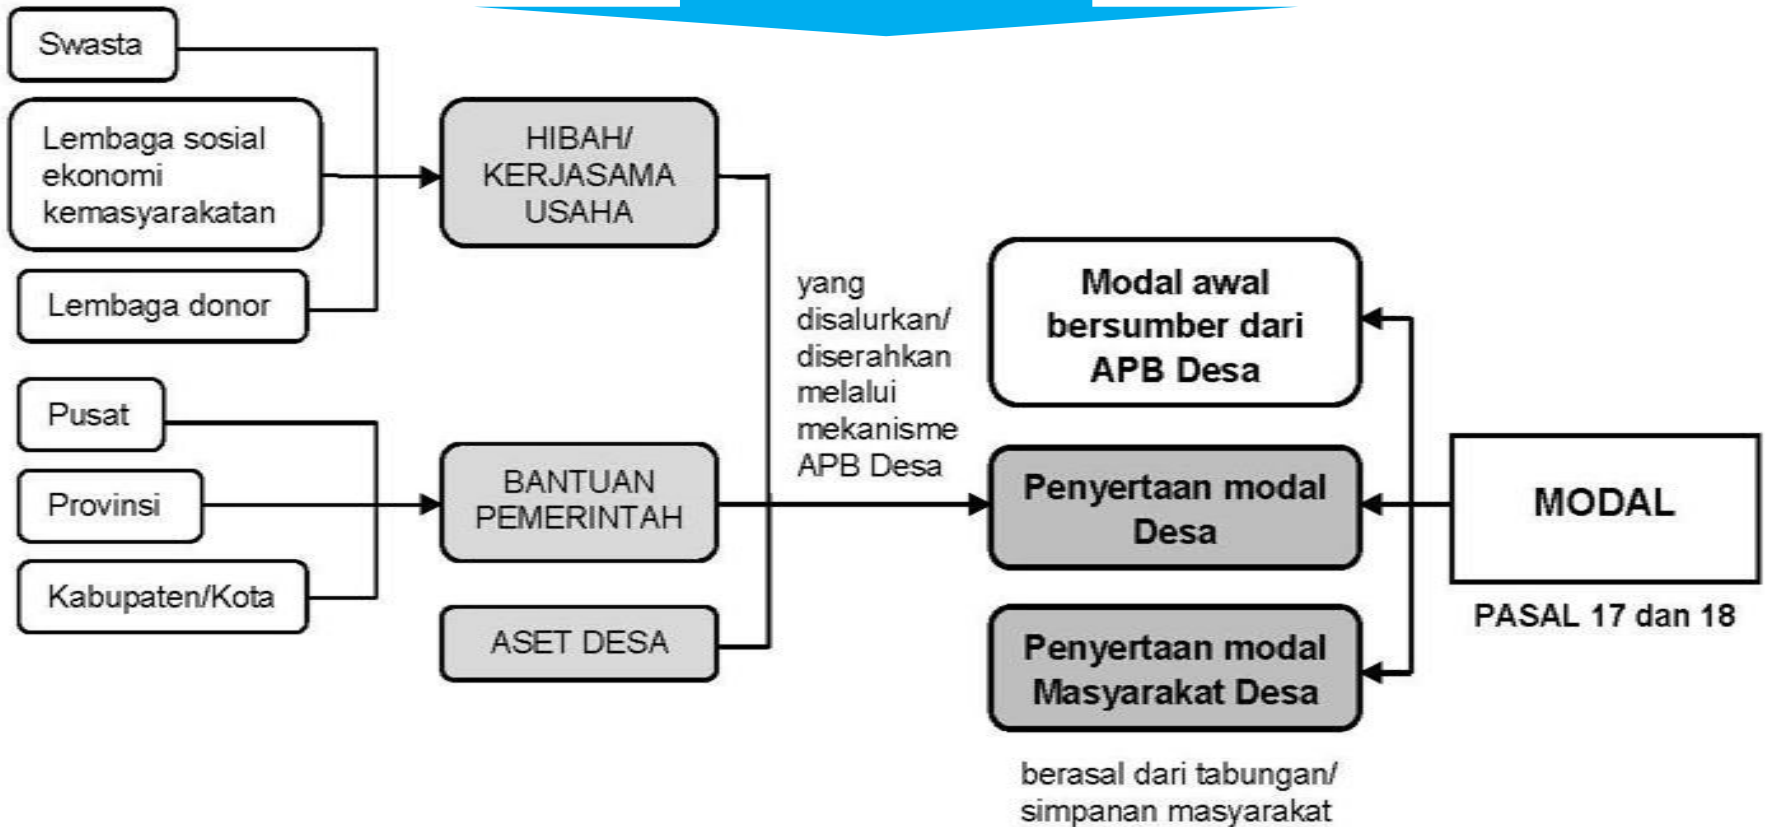 Swasta
Lembaga sosial
ekonomi
kemasyarakatan
Lembaga donor
HIBAH/
KERJASAMA
USAHA
Pusat
Provinsi
Kabupaten/Kota
BANTUAN
PEMERINTAH
ASET DESA
yang
disalurkan/
diserahkan
melalui
mekanisme
APB Desa
Modal awal
bersumber dari
APB Desa
Penyertaan modal
Desa
Penyertaan modal
Masyarakat Desa
berasal dari tabungan/
simpanan masyarakat
MODAL
PASAL 17 dan 18